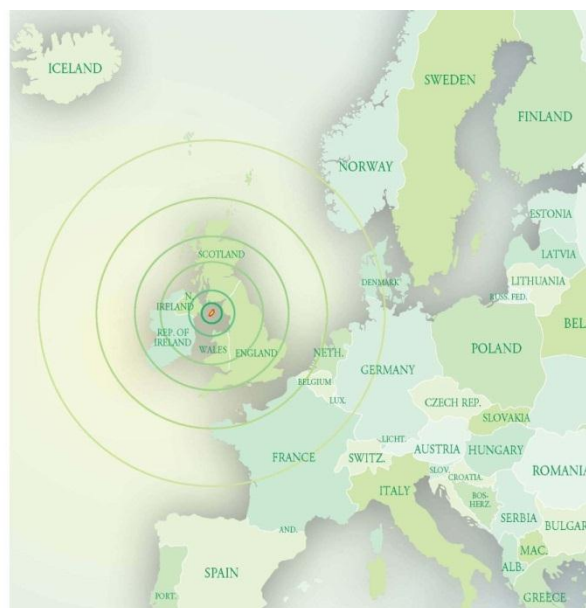 ICELAND
SWEDEN
FINLAND
NORWAY
ESTONIA
SCOTLAND
LATVIA
DENMARK
LITHUANIA
N.
IRELAND
RUSS. FED.
REP. OF
IRELAND
BEL
WALES
ENGLAND
NETH.
POLAND
GERMANY
BELGIUM
LUX.
CZECH REP.
SLOVAKIA
LICHT.
AUSTRIA
HUNGARY
FRANCE
SWITZ.
ROMANIA
SLOV.
CROATIA.
ITALY
BOS-
HERZ.
SERBIA
BULGAR
AND.
MAC.
ALB.
SPAIN
PORT.
GREECE